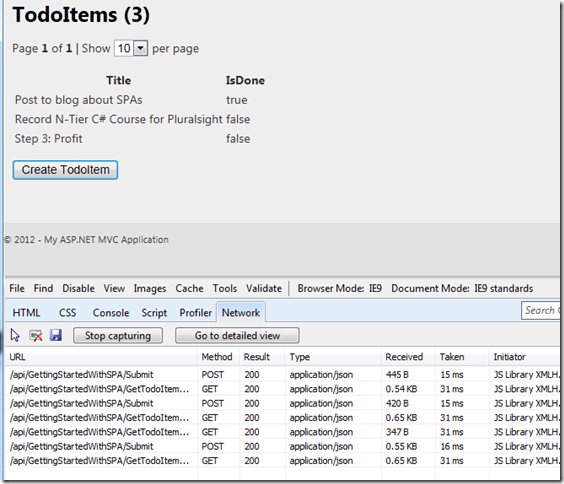 TodoItems (3)
Page 1 of 1 | Show 10 per page
Title IsDone
Post to blog about SPAs true
Record N-Tier C# Course for Pluralsight false
Step 3: Profit false
Create TodoItem
© 2012 - My ASP.NET MVC Application
File Find Disable View Images Cache Tools Validate Browser Mode: IE9 Document Mode: IE9 standards
HTML CSS Console Script Profiler Network Search
Stop capturing Go to detailed view
URL Method Result Type Received Taken Initiator
/api/GettingStartedWithSPA/Submit POST 200 application/json 445 B 15 ms JS Library XMLH.
/api/GettingStartedWithSPA/GetTodoItem... GET 200 application/json 0.54 KB 31 ms JS Library XMLH.
/api/GettingStartedWithSPA/Submit POST 200 application/json 420 B 15 ms JS Library XMLH.
/api/GettingStartedWithSPA/GetTodoItem... GET 200 application/json 0.65 KB 31 ms JS Library XMLH.
/api/GettingStartedWithSPA/GetTodoItem... GET 200 application/json 347 B 31 ms JS Library XMLH.
/api/GettingStartedWithSPA/Submit POST 200 application/json 0.55 KB 16 ms JS Library XMLH.
/api/GettingStartedWithSPA/GetTodoItem... GET 200 application/json 0.65 KB 31 ms JS Library XMLH.